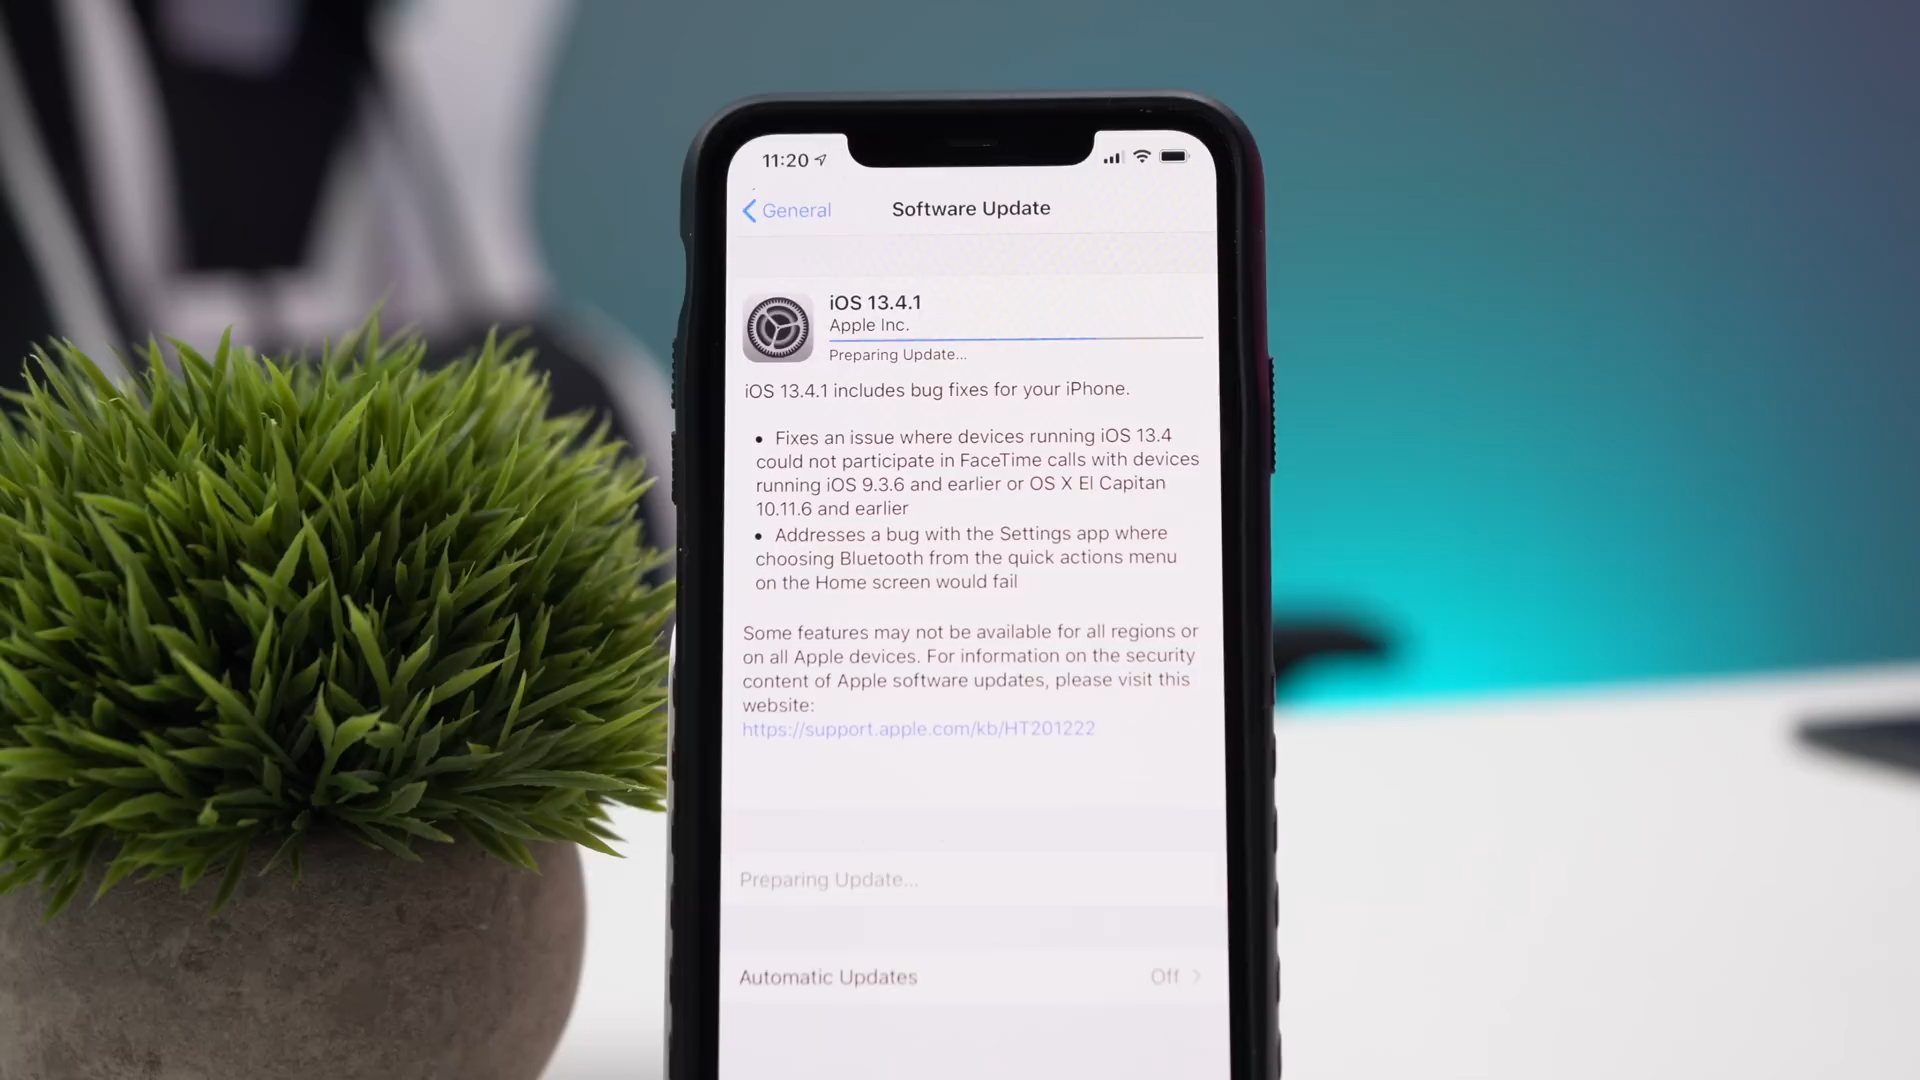 11:20
General
Software Update
iOS 13.4.1
Apple Inc.
Preparing Update...
iOS 13.4.1 includes bug fixes for your iPhone.
• Fixes an issue where devices running iOS 13.4
could not participate in FaceTime calls with devices
running iOS 9.3.6 and earlier or OS X El Capitan
10.11.6 and earlier
• Addresses a bug with the Settings app where
choosing Bluetooth from the quick actions menu
on the Home screen would fail
Some features may not be available for all regions or
on all Apple devices. For information on the security
content of Apple software updates, please visit this
website:
https://support.apple.com/kb/HT201222
Preparing Update...
Automatic Updates Off